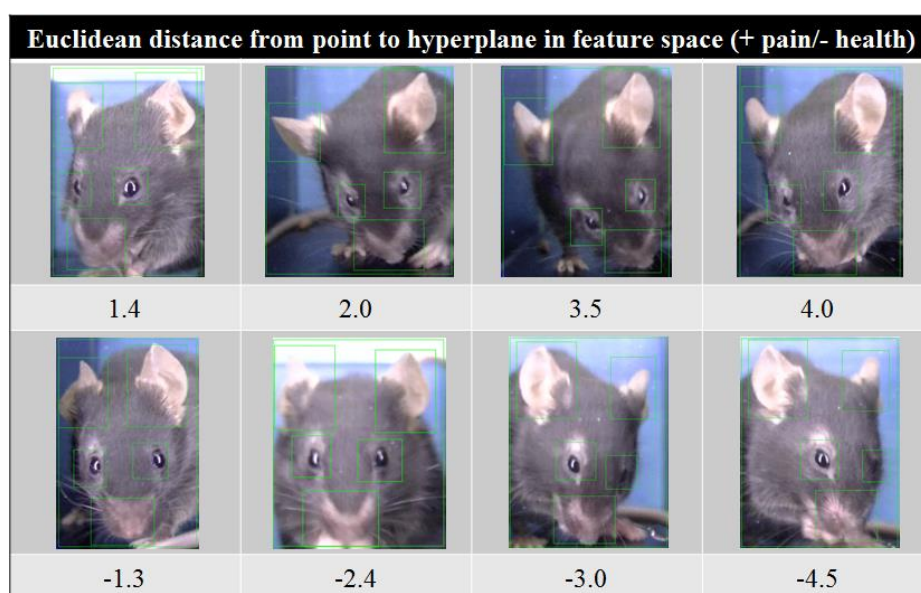 Euclidean distance from point to hyperplane in feature space (+ pain/- health)
1.4 2.0 3.5 4.0
-1.3 -2.4 -3.0 -4.5